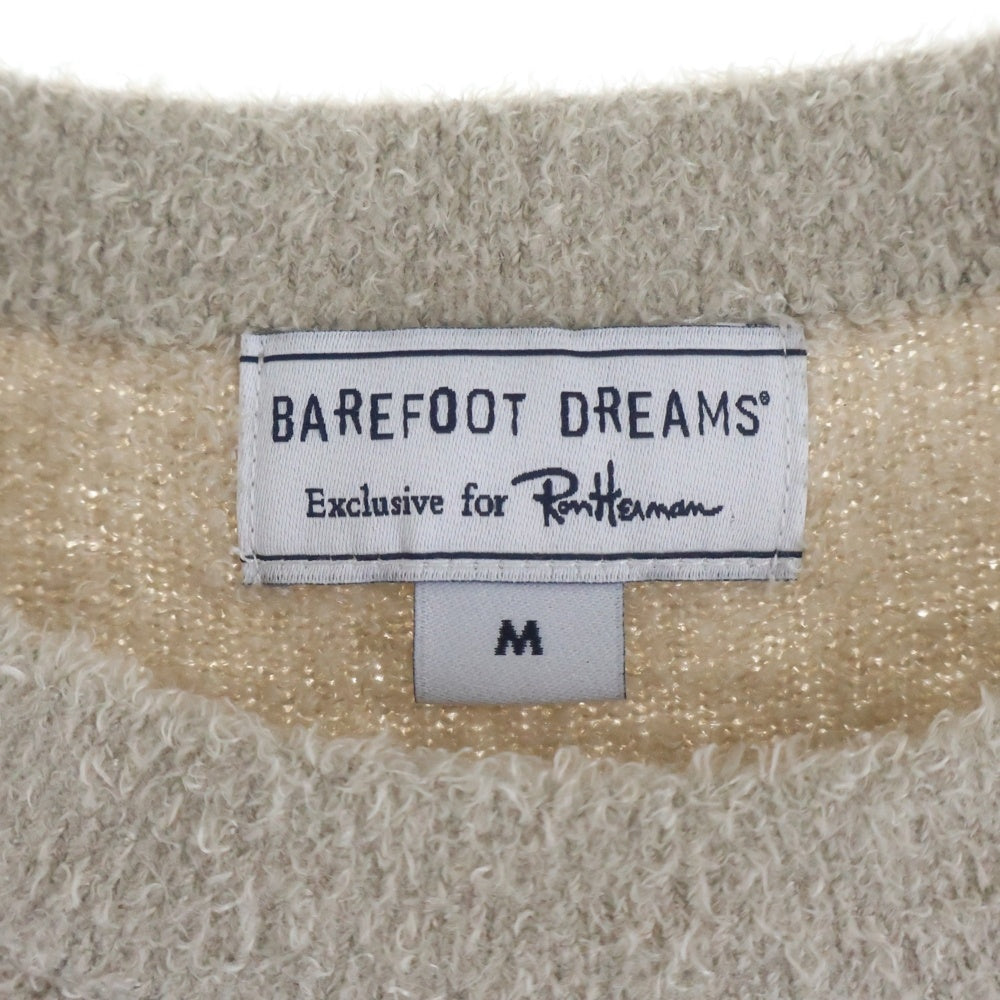 BAREFOOT DREAMS®
Exclusive for Ron Herman
M